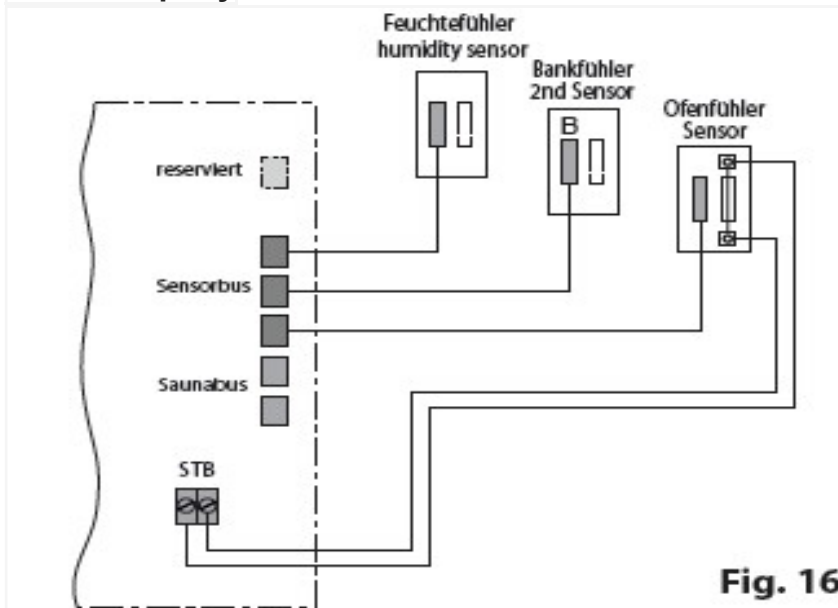 Feuchtefühler
humidity sensor
Bankfühler
2nd Sensor
B
Ofenfühler
Sensor
reserviert
Sensorbus
Saunabus
STB
Fig. 16